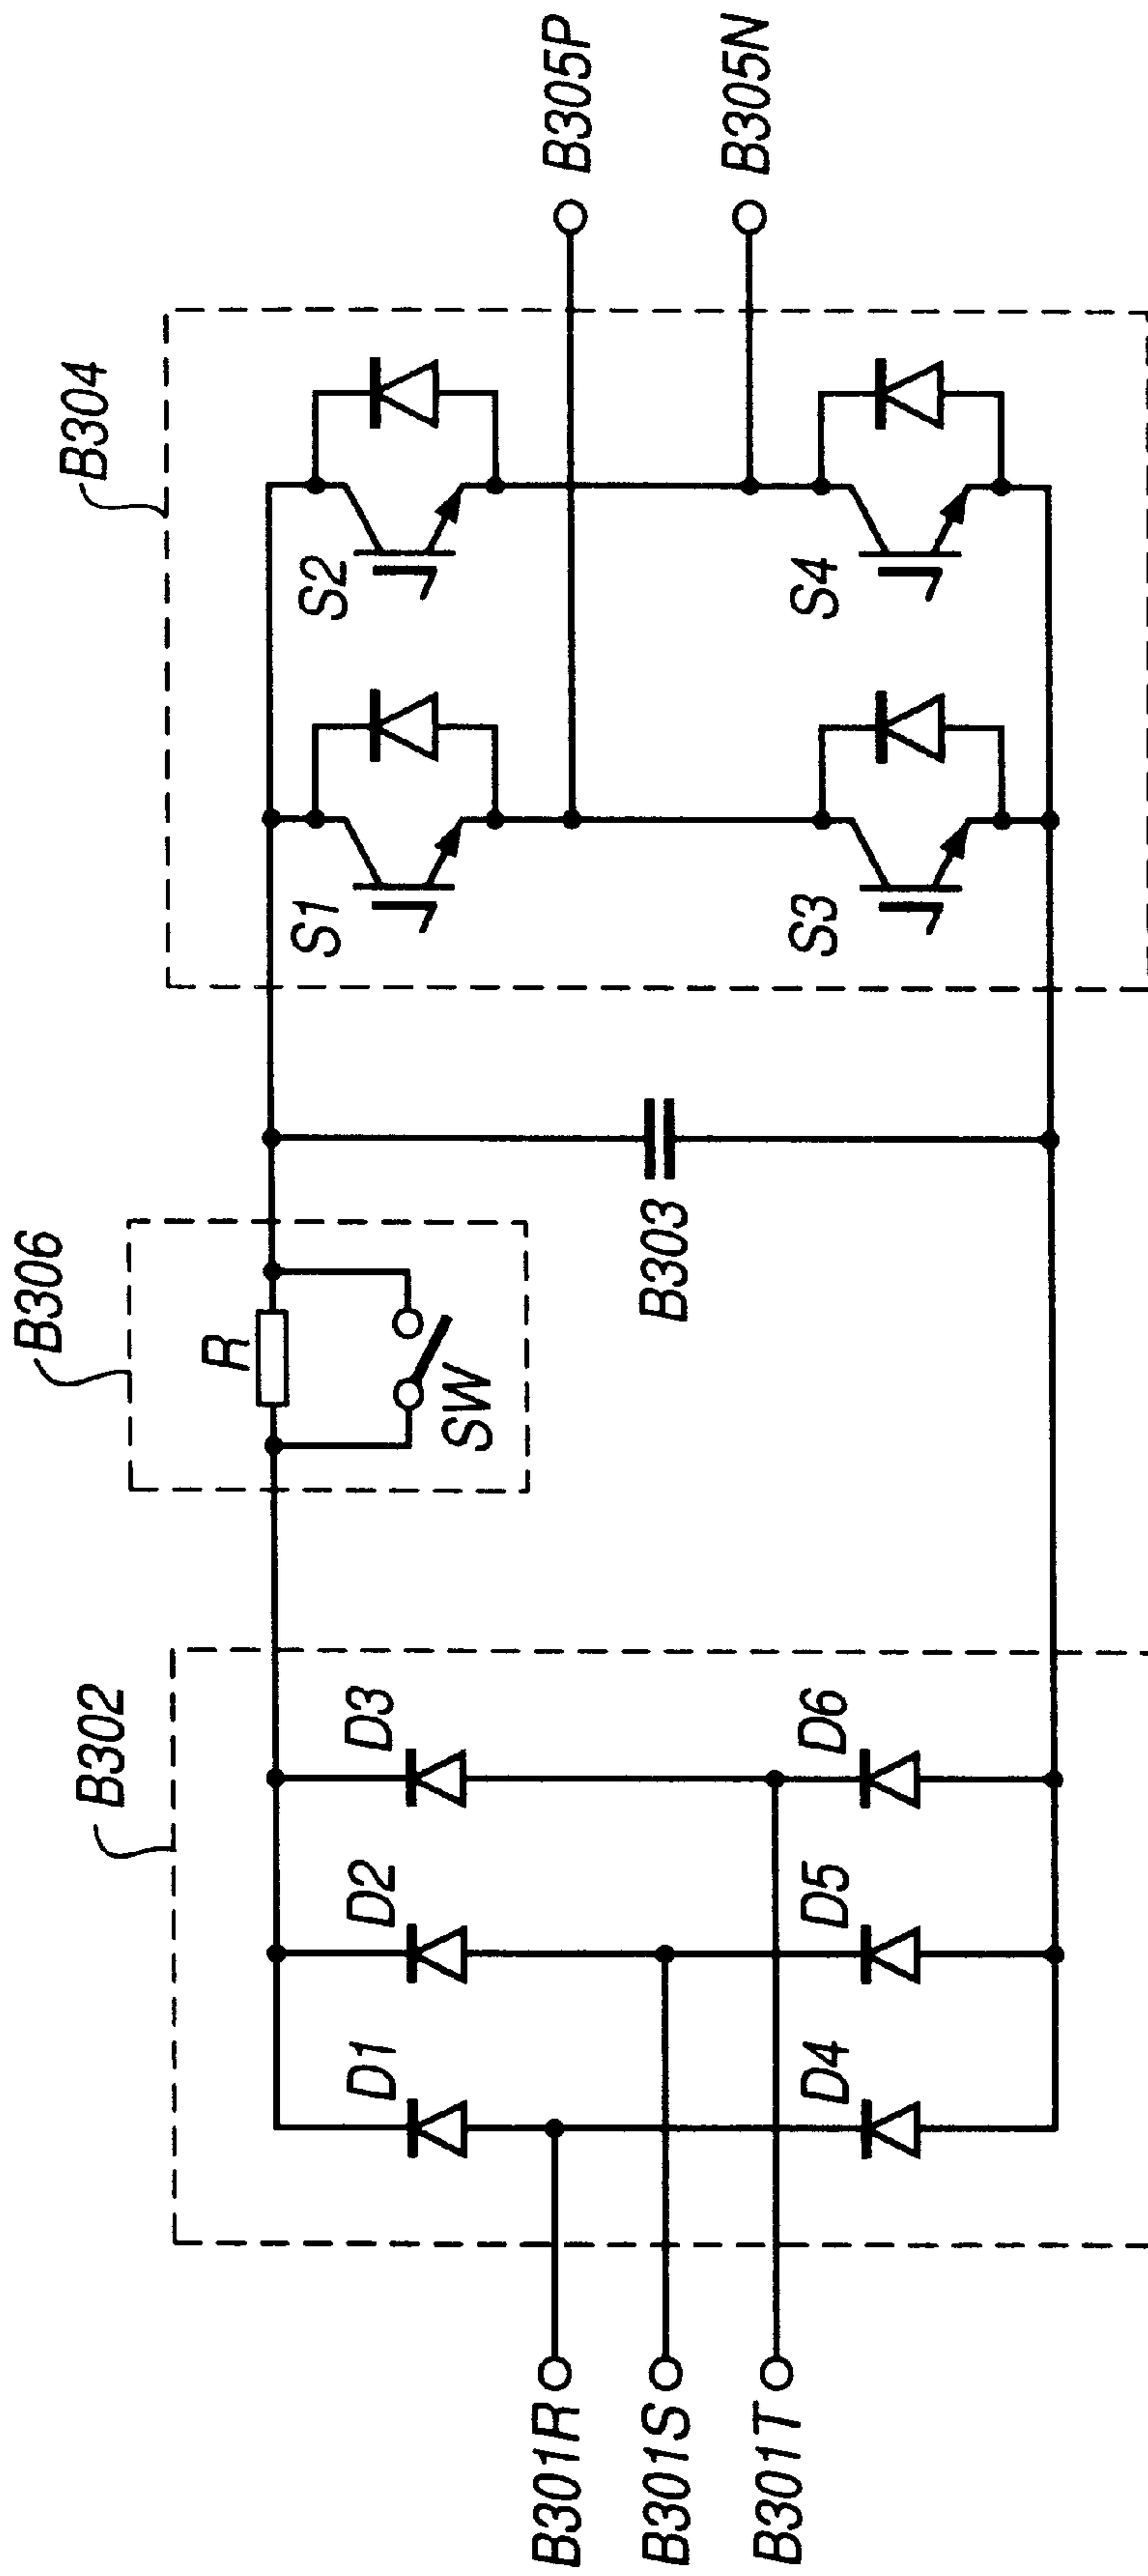 B302
B306
B304
R
SW
D1
D2
D3
S1
S2
B301R
B301S
B301T
B303
B305P
B305N
D4
D5
D6
S3
S4